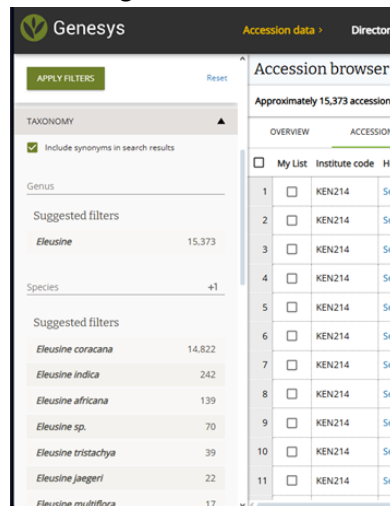 Genesys
Accession data ›
APPLY FILTERS
Reset
TAXONOMY
Include synonyms in search results
Genus
Suggested filters
Eleusine 15,373
Species +1
Suggested filters
Eleusine coracana 14,822
Eleusine indica 242
Eleusine africana 139
Eleusine sp. 70
Eleusine tristachya 39
Eleusine jaegeri 22
Eleusine multiflora 17
Accession browser
Approximately 15,373
OVERVIEW
My List Institute code
1 KEN214
2 KEN214
3 KEN214
4 KEN214
5 KEN214
6 KEN214
7 KEN214
8 KEN214
9 KEN214
10 KEN214
11 KEN214